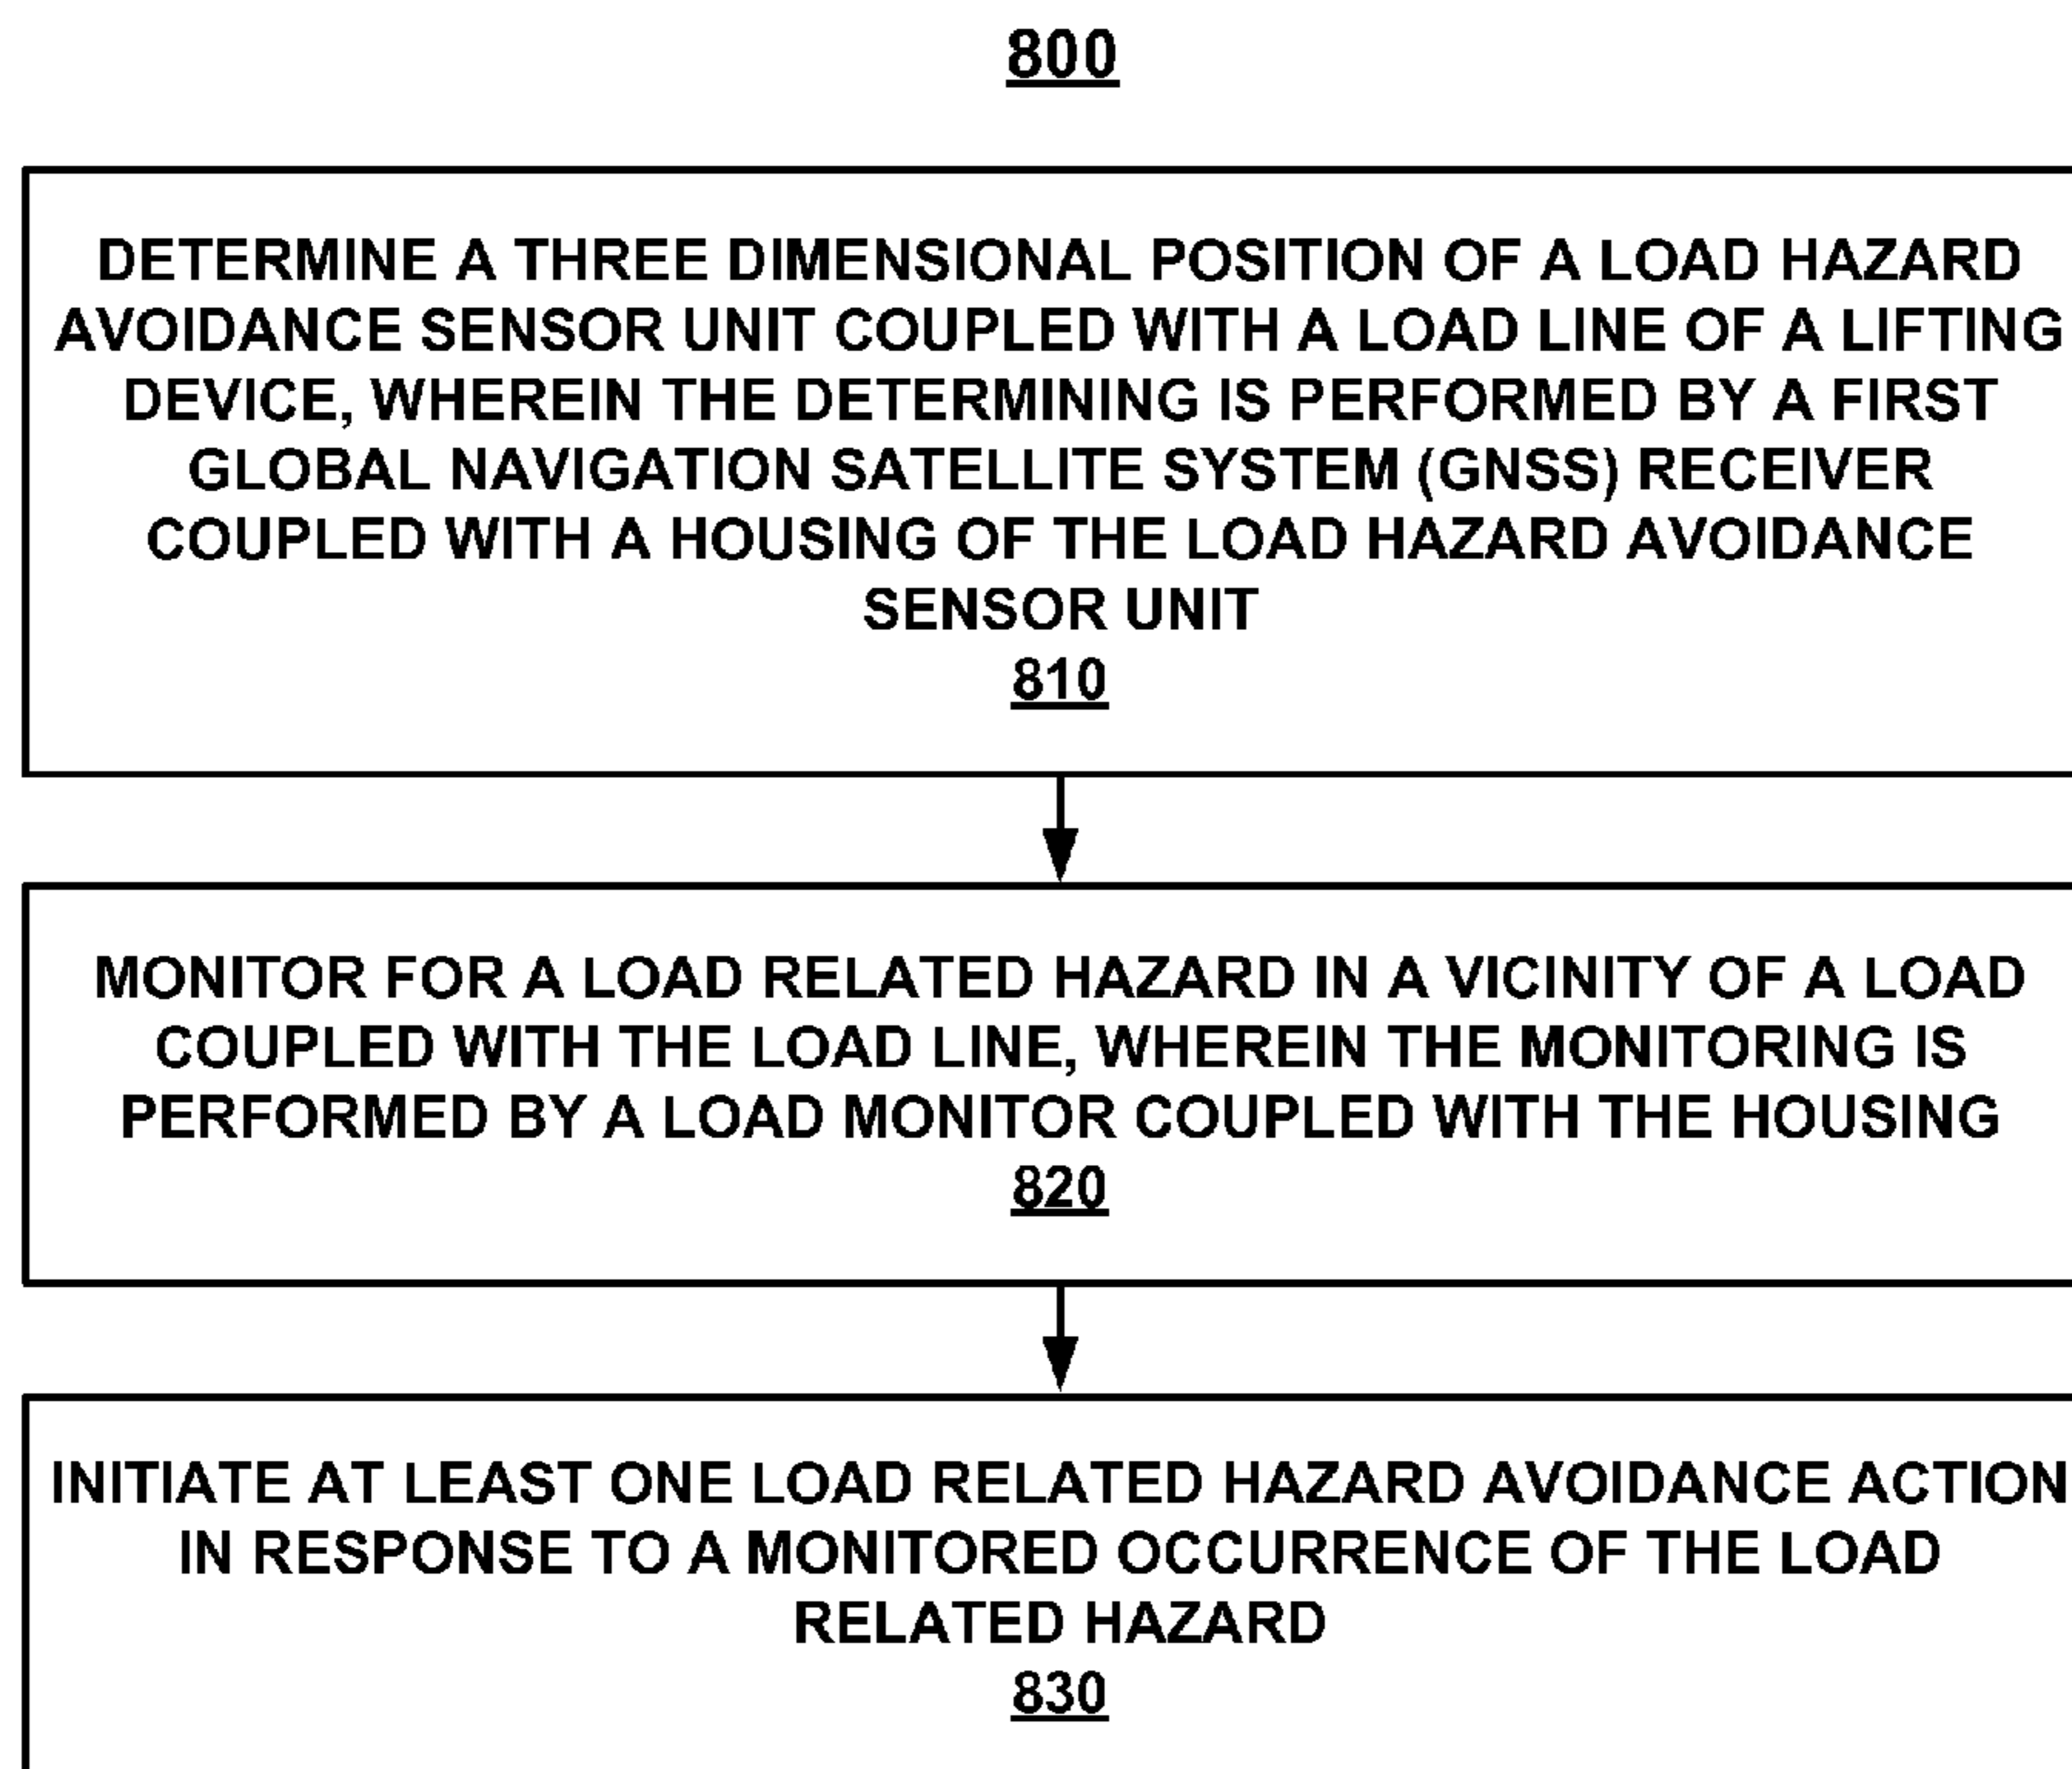 800
DETERMINE A THREE DIMENSIONAL POSITION OF A LOAD HAZARD
AVOIDANCE SENSOR UNIT COUPLED WITH A LOAD LINE OF A LIFTING
DEVICE, WHEREIN THE DETERMINING IS PERFORMED BY A FIRST
GLOBAL NAVIGATION SATELLITE SYSTEM (GNSS) RECEIVER
COUPLED WITH A HOUSING OF THE LOAD HAZARD AVOIDANCE
SENSOR UNIT
810
MONITOR FOR A LOAD RELATED HAZARD IN A VICINITY OF A LOAD
COUPLED WITH THE LOAD LINE, WHEREIN THE MONITORING IS
PERFORMED BY A LOAD MONITOR COUPLED WITH THE HOUSING
820
INITIATE AT LEAST ONE LOAD RELATED HAZARD AVOIDANCE ACTION
IN RESPONSE TO A MONITORED OCCURRENCE OF THE LOAD
RELATED HAZARD
830